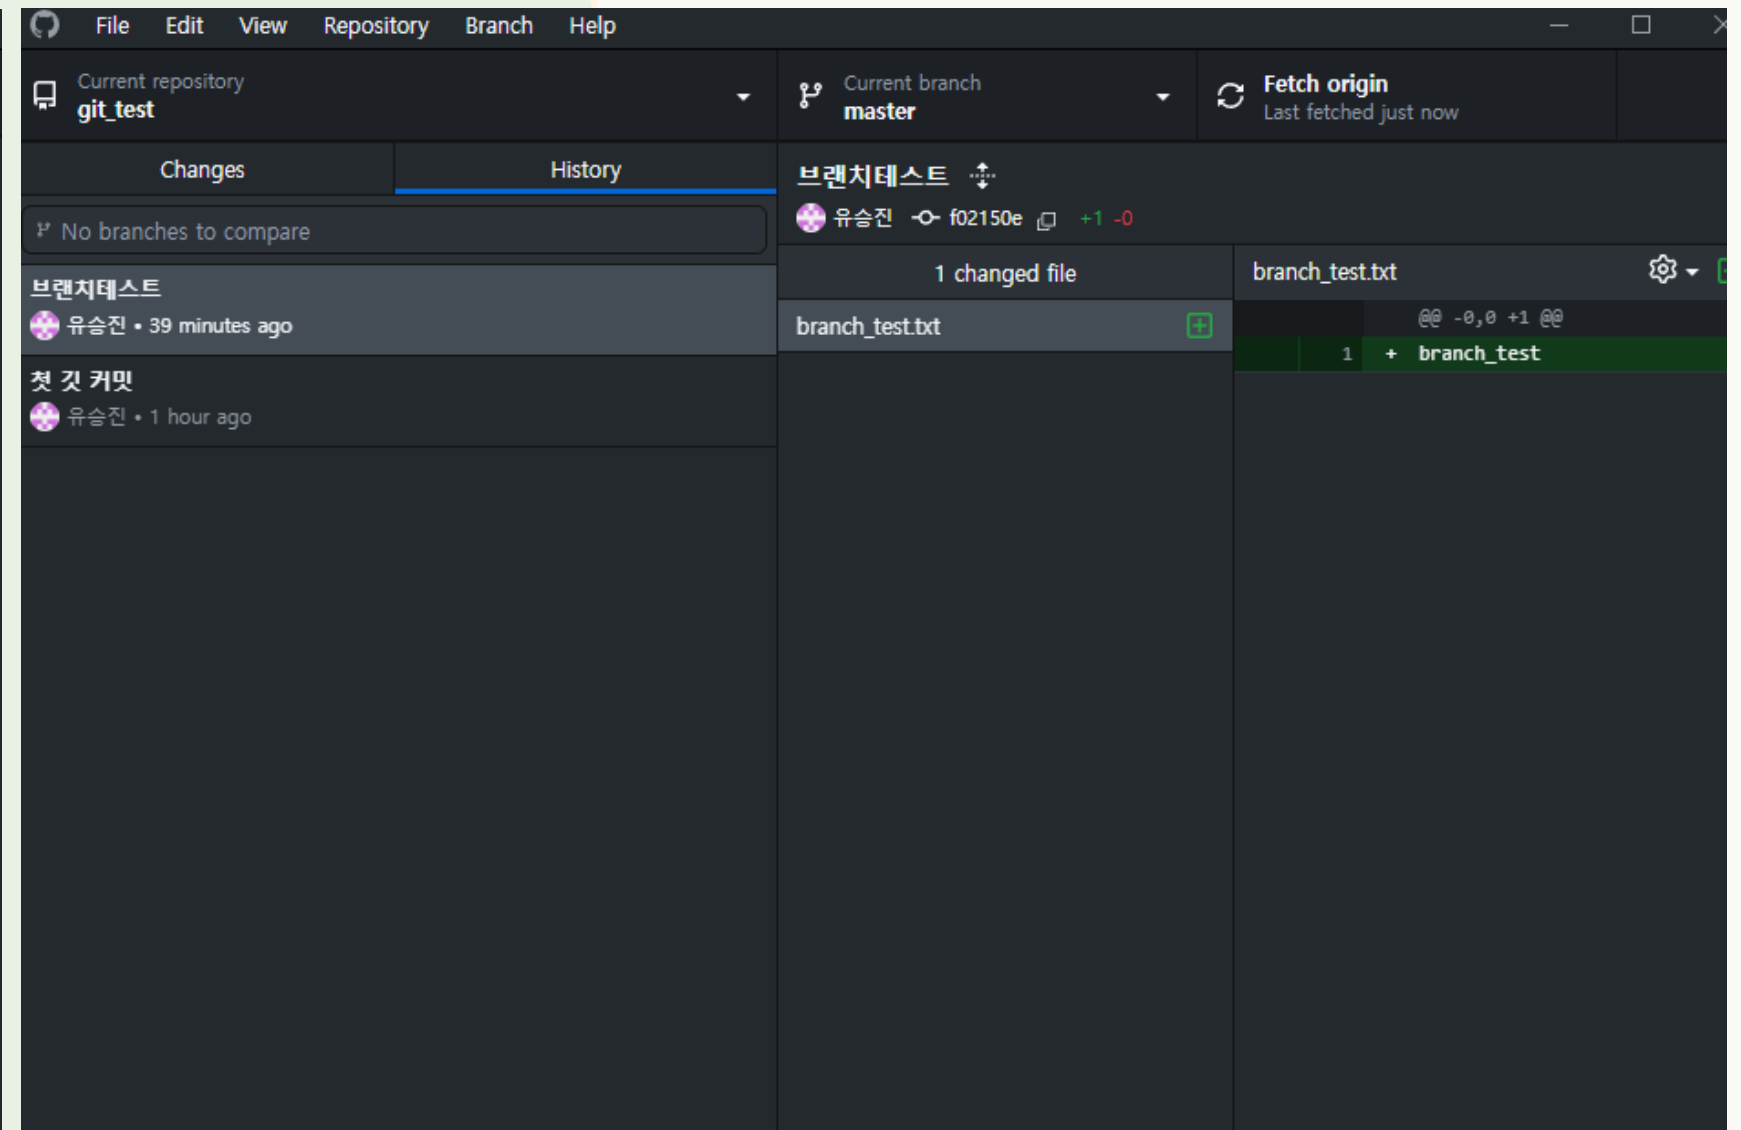 File Edit View Repository Branch Help
Current repository
git_test
Current branch
master
Fetch origin
Last fetched just now
Changes
History
No branches to compare
브랜치테스트
유승진 • 39 minutes ago
첫 깃 커밋
유승진 • 1 hour ago
브랜치테스트
유승진 f02150e +1 -0
1 changed file
branch_test.txt
branch_test.txt
@@ -0,0 +1 @@
1 + branch_test